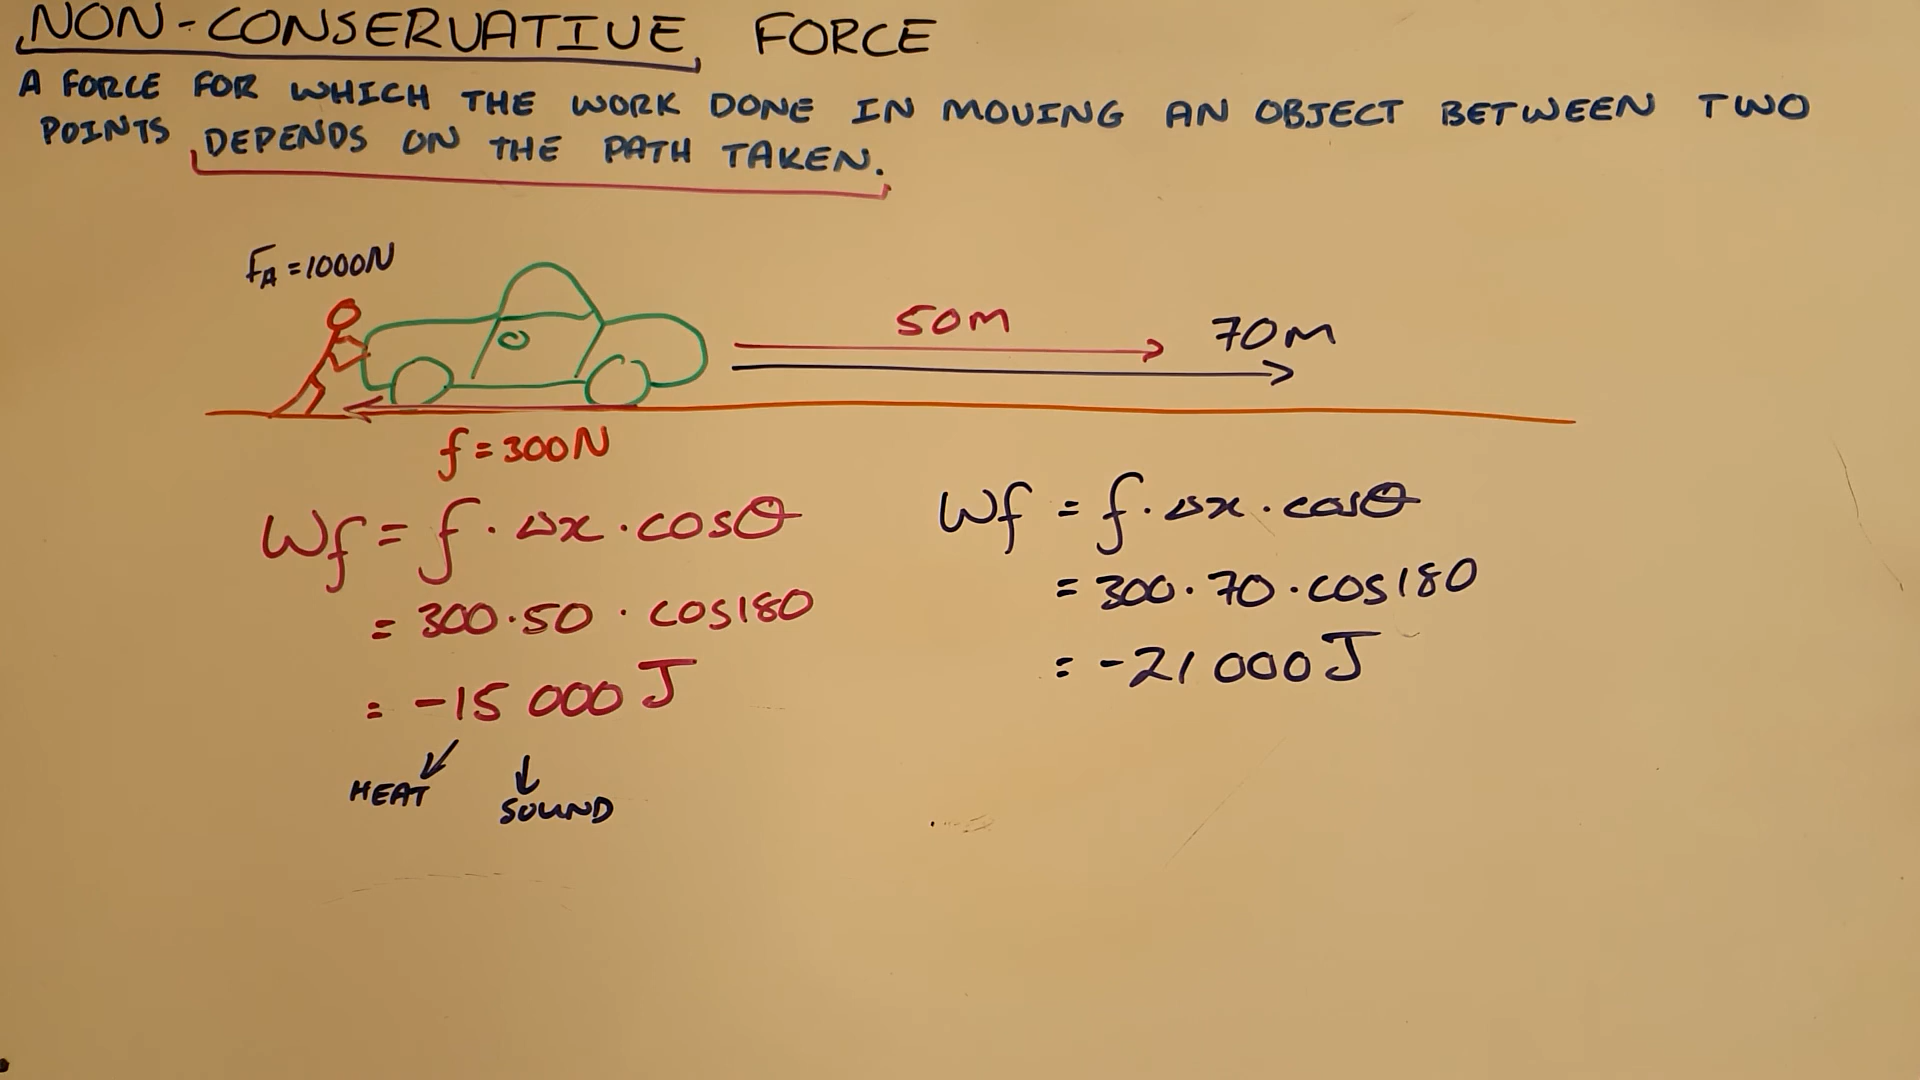 NON-CONSERVATIVE FORCE
A FORCE FOR WHICH THE WORK DONE IN MOVING AN OBJECT BETWEEN TWO
POINTS DEPENDS ON THE PATH TAKEN.
FA = 1000N
50m
70m
f = 300N
Wf = f · Δx · cosθ
= 300 · 50 · cos180
= -15 000 J
HEAT
SOUND
Wf = f · Δx · cosθ
= 300 · 70 · cos180
= -21 000 J